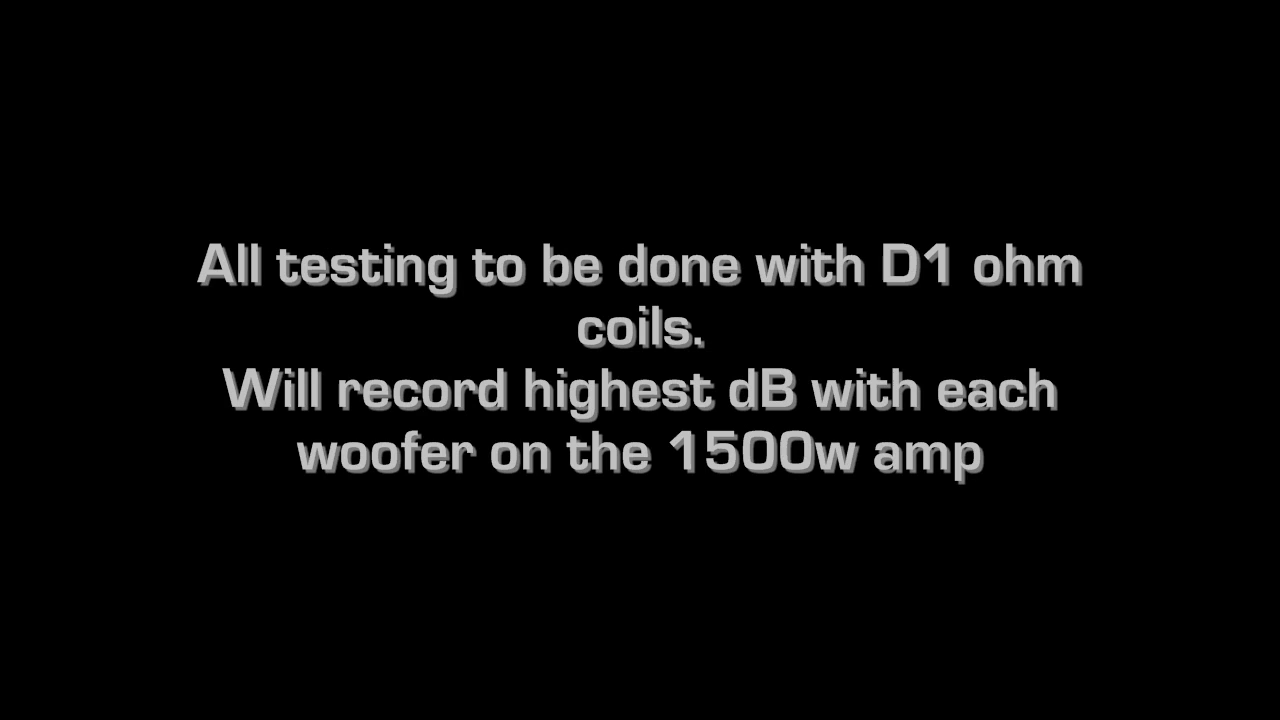 All testing to be done with D1 ohm
coils.
Will record highest dB with each
woofer on the 1500w amp